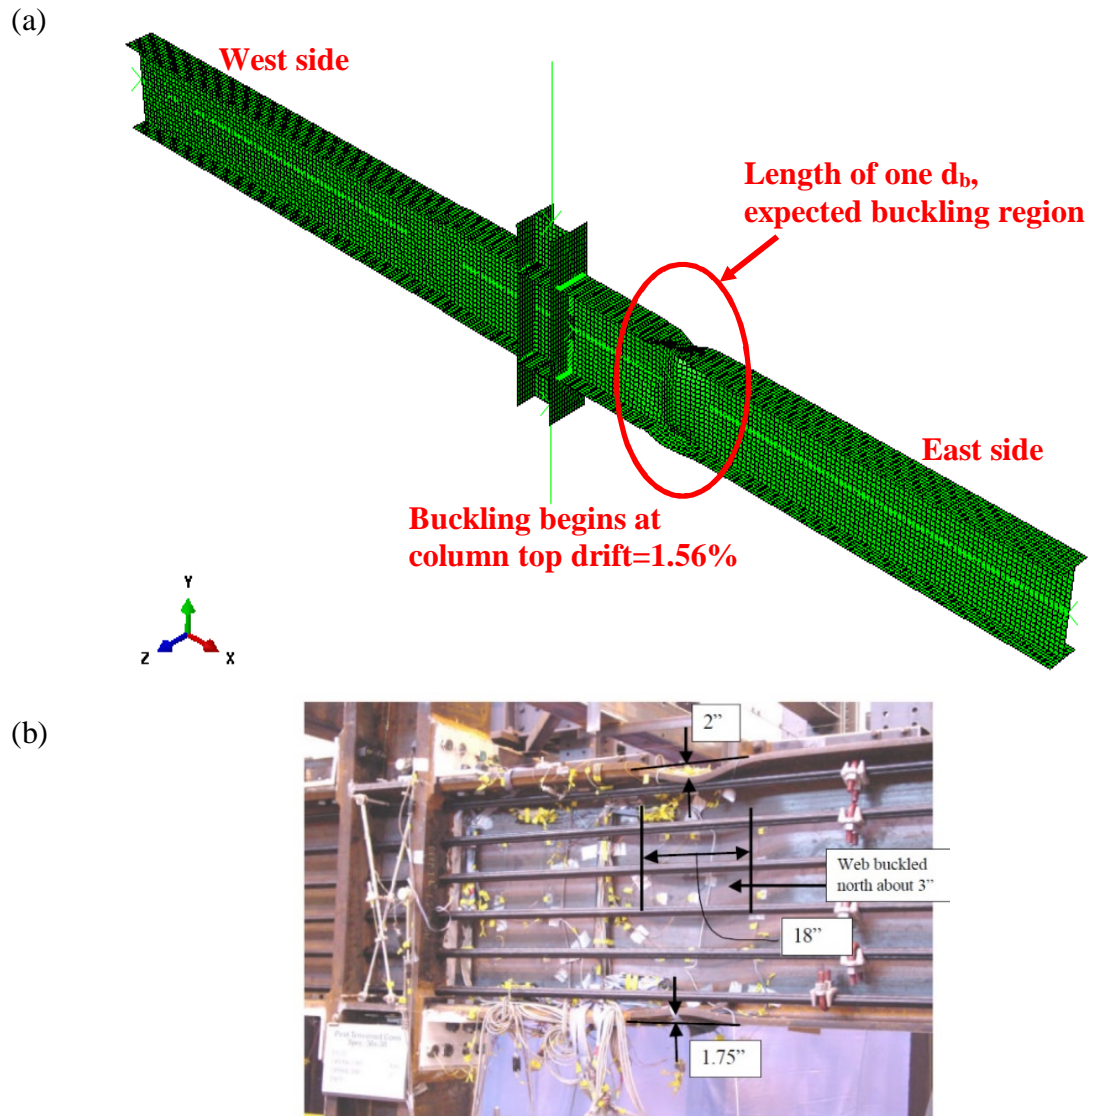 (a)
West side
Length of one d_b,
expected buckling region
East side
Buckling begins at
column top drift=1.56%
Y
Z
X
(b)
2”
Web buckled
north about 3”
18”
1.75”